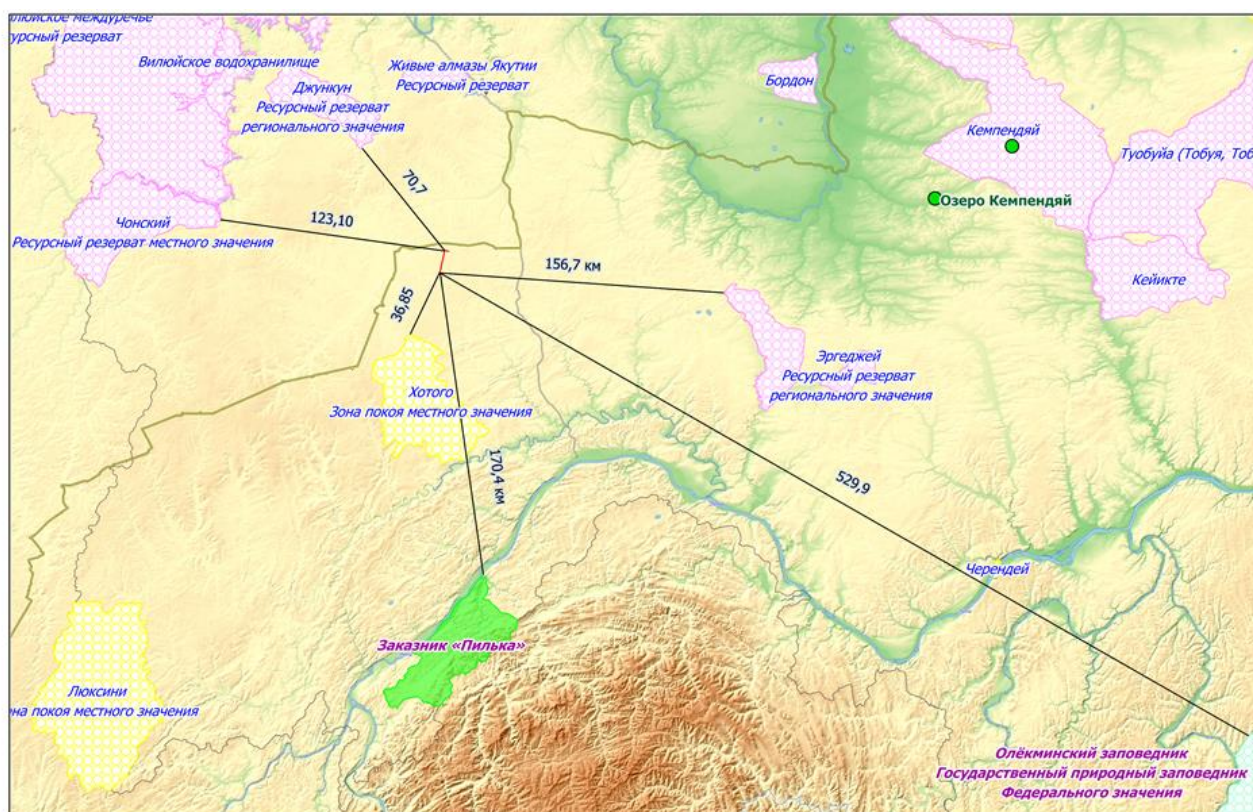 урсный резерват
Вилюйское водохранилище
Джункун
Ресурсный резерват
регионального значения
Живые алмазы Якутии
Ресурсный резерват
Бордон
Кемпендяй
Туобуйа (Тобуя, Тоб
Озеро Кемпендяй
Кейикте
70,7
123,10
Чонский
Ресурсный резерват местного значения
156,7 км
36,85
Эргеджей
Ресурсный резерват
регионального значения
Хотого
Зона покоя местного значения
170,4 км
529,9
Черендей
Заказник «Пилька»
Люксини
на покоя местного значения
Олёкминский заповедник
Государственный природный заповедник
Федерального значения